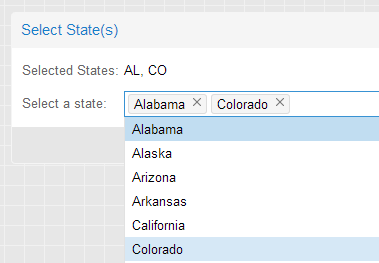 Select State(s)
Selected States: AL, CO
Select a state: Alabama × Colorado ×
Alabama
Alaska
Arizona
Arkansas
California
Colorado